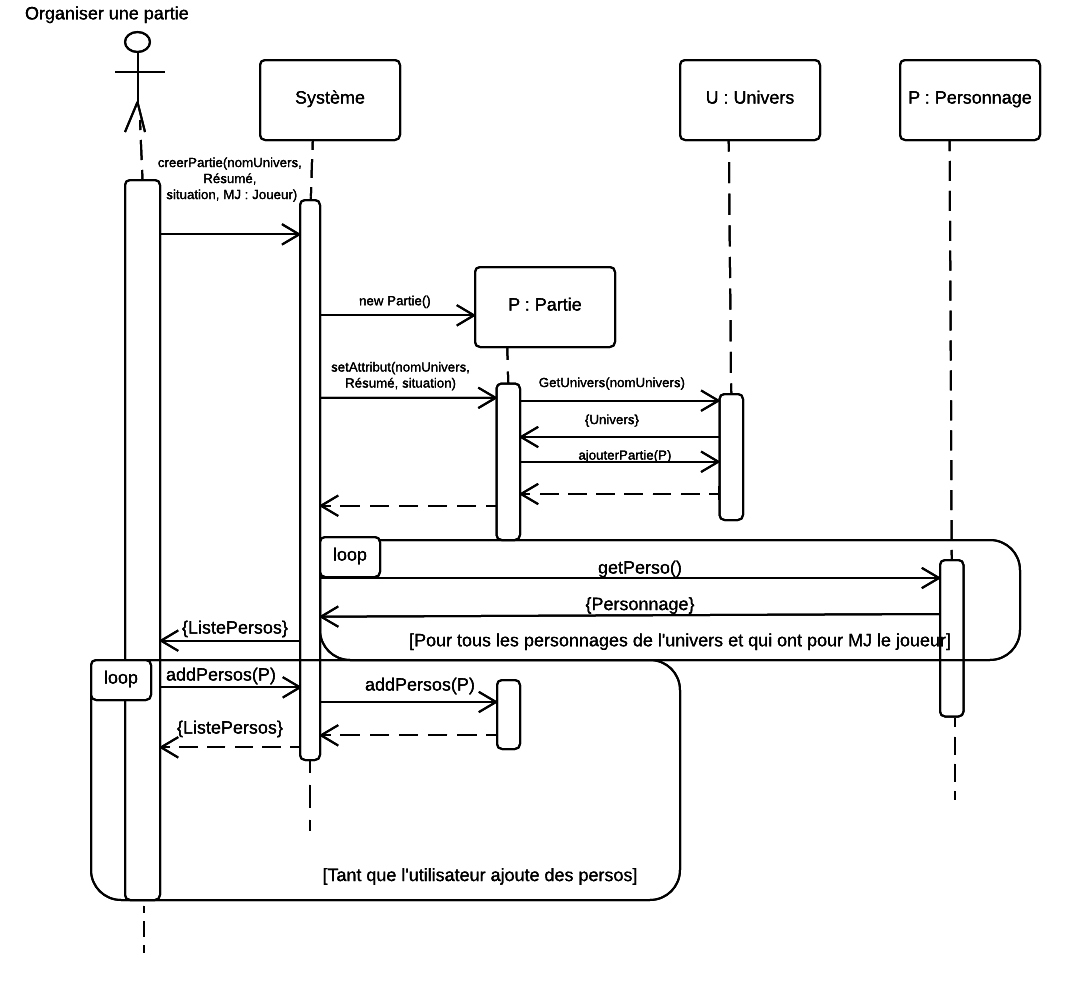 Organiser une partie
Système
U : Univers
P : Personnage
creerPartie(nomUnivers,
Résumé,
situation, MJ : Joueur)
new Partie()
P : Partie
setAttribut(nomUnivers,
Résumé, situation)
GetUnivers(nomUnivers)
{Univers}
ajouterPartie(P)
loop
getPerso()
{Personnage}
{ListePersos}
[Pour tous les personnages de l'univers et qui ont pour MJ le joueur]
loop
addPersos(P)
addPersos(P)
{ListePersos}
[Tant que l'utilisateur ajoute des persos]